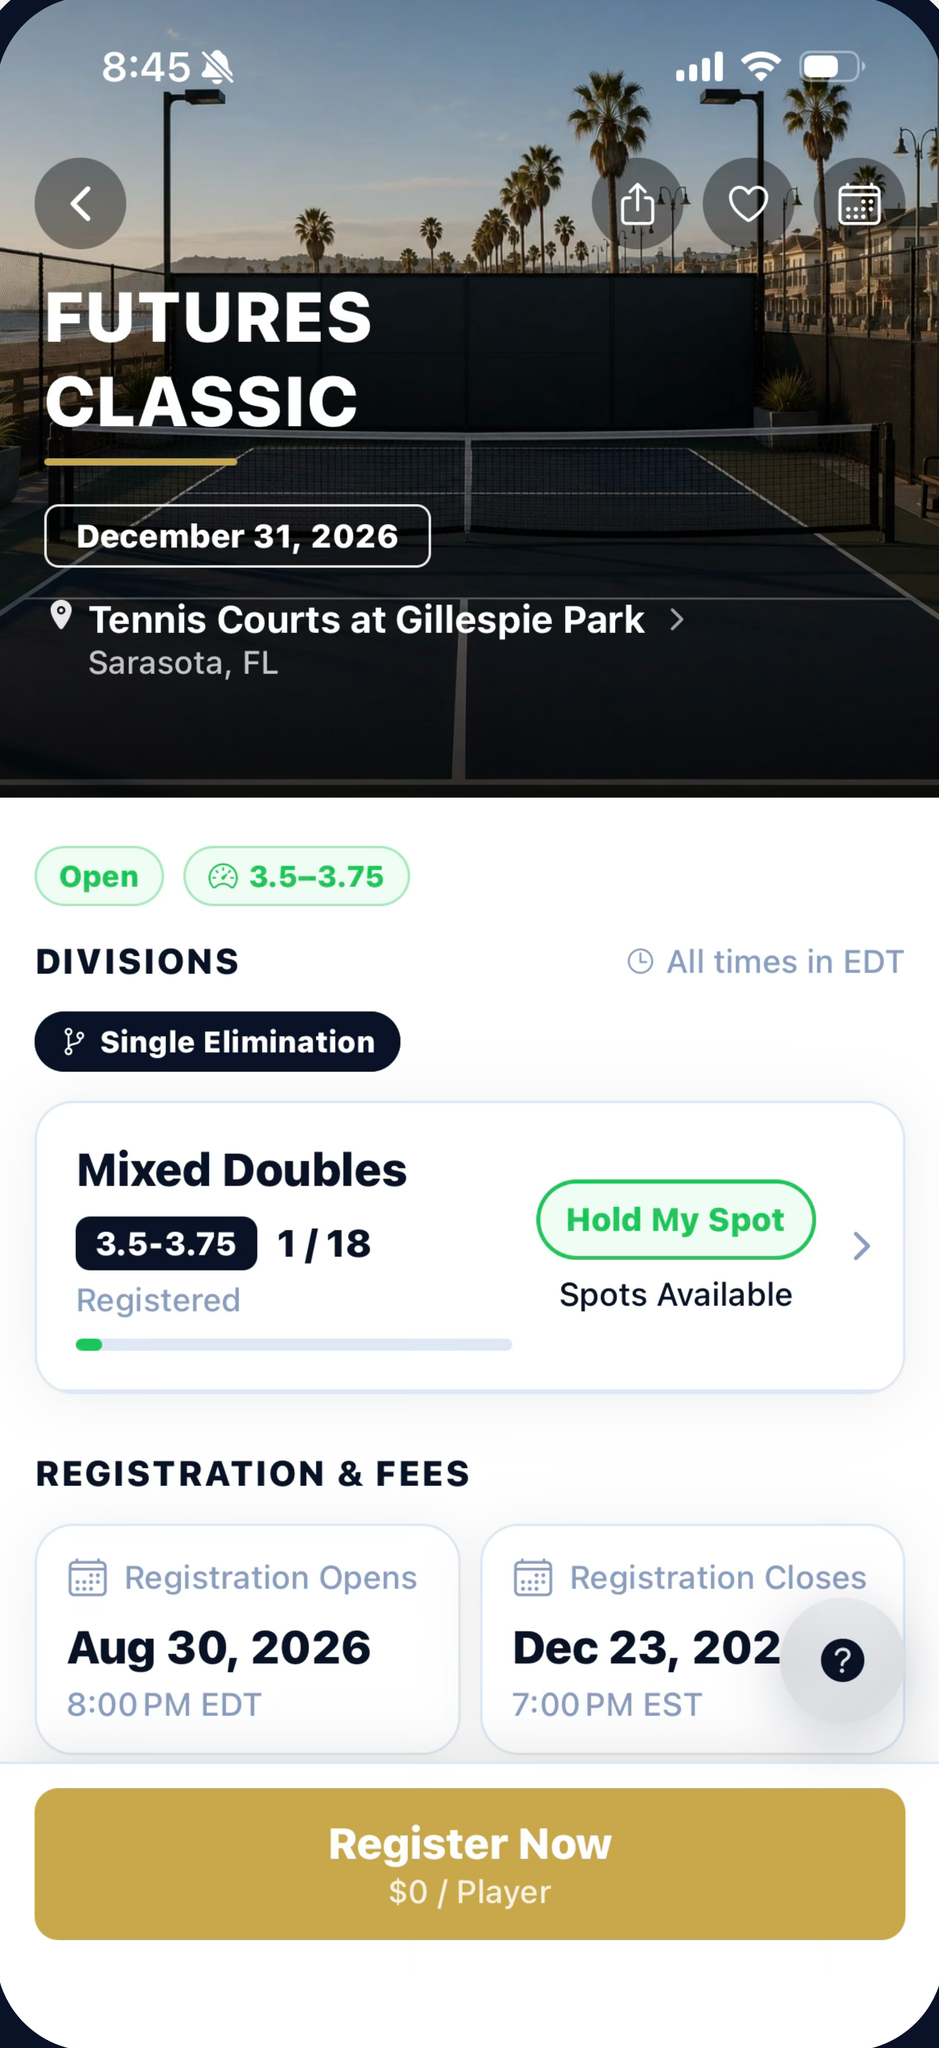 8:45
FUTURES
CLASSIC
December 31, 2026
Tennis Courts at Gillespie Park
Sarasota, FL
Open
3.5–3.75
DIVISIONS
All times in EDT
Single Elimination
Mixed Doubles
3.5-3.75
1 / 18
Registered
Hold My Spot
Spots Available
REGISTRATION & FEES
Registration Opens
Aug 30, 2026
8:00 PM EDT
Registration Closes
Dec 23, 202
7:00 PM EST
?
Register Now
$0 / Player